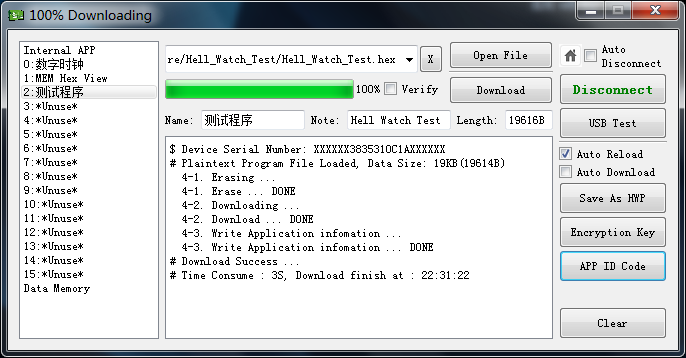 100% Downloading
Internal APP
0:数字时钟
1:MEM Hex View
2:测试程序
3:*Unuse*
4:*Unuse*
5:*Unuse*
6:*Unuse*
7:*Unuse*
8:*Unuse*
9:*Unuse*
10:*Unuse*
11:*Unuse*
12:*Unuse*
13:*Unuse*
14:*Unuse*
15:*Unuse*
Data Memory
re/Hell_Watch_Test/Hell_Watch_Test.hex
X
Open File
100%
Verify
Download
Name: 测试程序 Note: Hell Watch Test Length: 19616B
$ Device Serial Number: XXXXXX3835310C1AXXXXXX
# Plaintext Program File Loaded, Data Size: 19KB(19614B)
4-1. Erasing ...
4-1. Erase ... DONE
4-2. Downloading ...
4-2. Download ... DONE
4-3. Write Application infomation ...
4-3. Write Application infomation ... DONE
# Download Success ...
# Time Consume : 3S, Download finish at : 22:31:22
Auto
Disconnect
Disconnect
USB Test
Auto Reload
Auto Download
Save As HWP
Encryption Key
APP ID Code
Clear